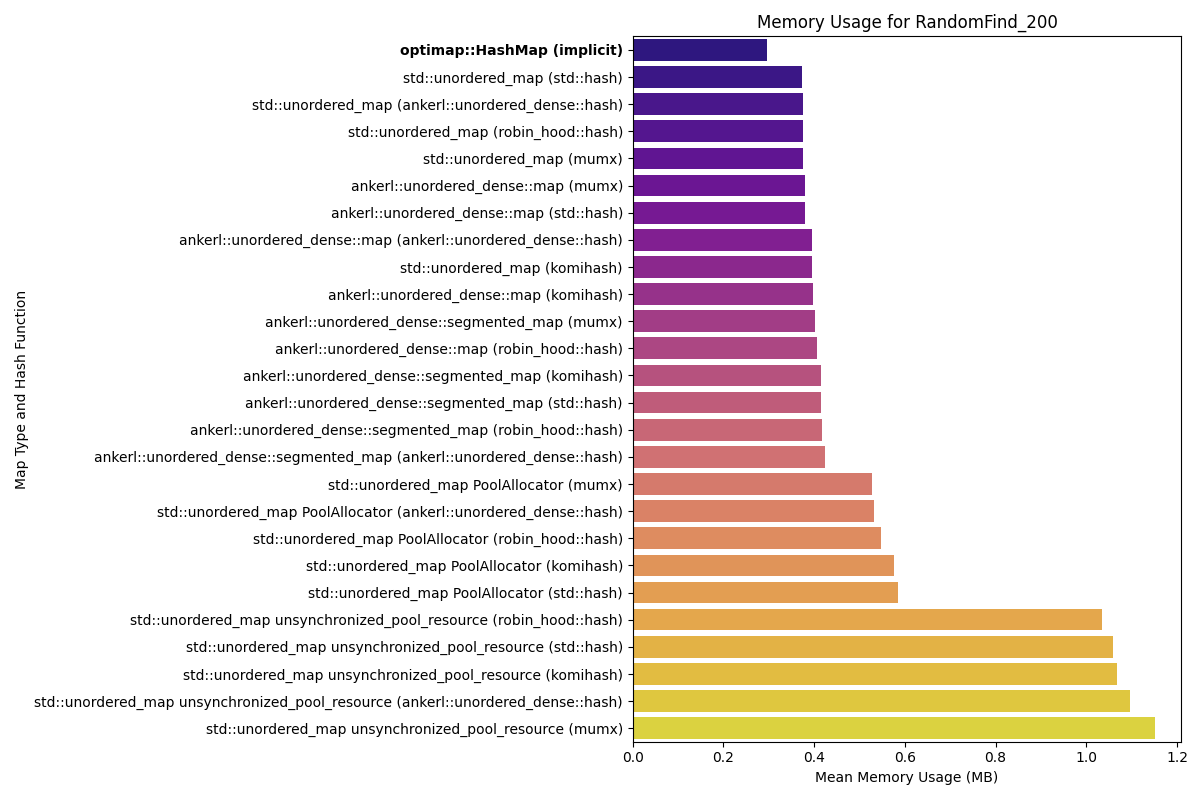 Memory Usage for RandomFind_200
optimap::HashMap (implicit)
std::unordered_map (std::hash)
std::unordered_map (ankerl::unordered_dense::hash)
std::unordered_map (robin_hood::hash)
std::unordered_map (mumx)
ankerl::unordered_dense::map (mumx)
ankerl::unordered_dense::map (std::hash)
ankerl::unordered_dense::map (ankerl::unordered_dense::hash)
std::unordered_map (komihash)
ankerl::unordered_dense::map (komihash)
ankerl::unordered_dense::segmented_map (mumx)
ankerl::unordered_dense::map (robin_hood::hash)
ankerl::unordered_dense::segmented_map (komihash)
ankerl::unordered_dense::segmented_map (std::hash)
ankerl::unordered_dense::segmented_map (robin_hood::hash)
ankerl::unordered_dense::segmented_map (ankerl::unordered_dense::hash)
std::unordered_map PoolAllocator (mumx)
std::unordered_map PoolAllocator (ankerl::unordered_dense::hash)
std::unordered_map PoolAllocator (robin_hood::hash)
std::unordered_map PoolAllocator (komihash)
std::unordered_map PoolAllocator (std::hash)
std::unordered_map unsynchronized_pool_resource (robin_hood::hash)
std::unordered_map unsynchronized_pool_resource (std::hash)
std::unordered_map unsynchronized_pool_resource (komihash)
std::unordered_map unsynchronized_pool_resource (ankerl::unordered_dense::hash)
std::unordered_map unsynchronized_pool_resource (mumx)
Map Type and Hash Function
0.0 0.2 0.4 0.6 0.8 1.0 1.2
Mean Memory Usage (MB)